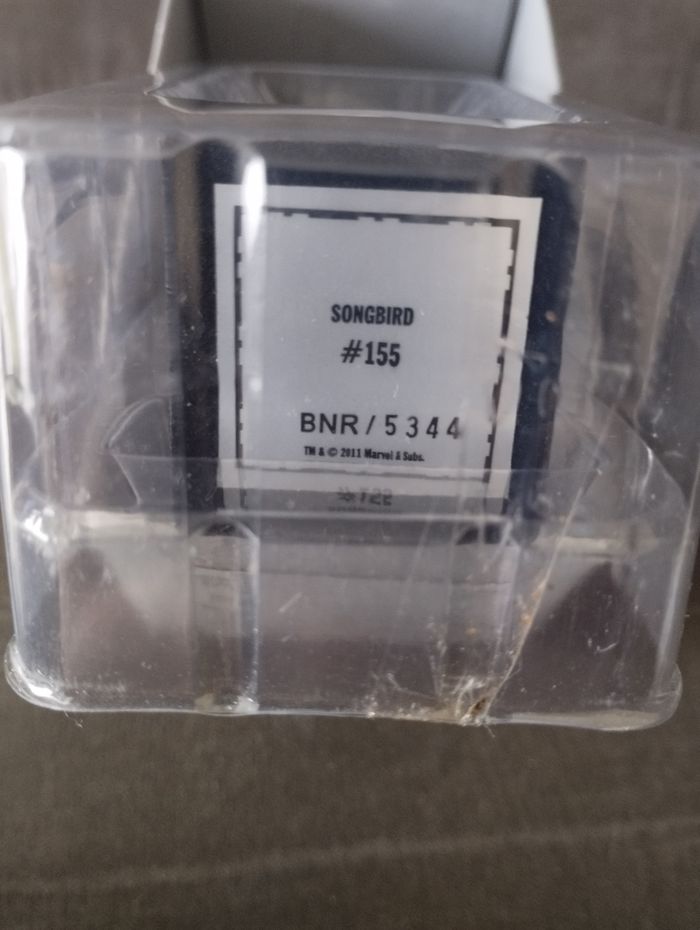 SONGBIRD
#155
BNR/5344
TM & © 2011 Marvel & Subs.